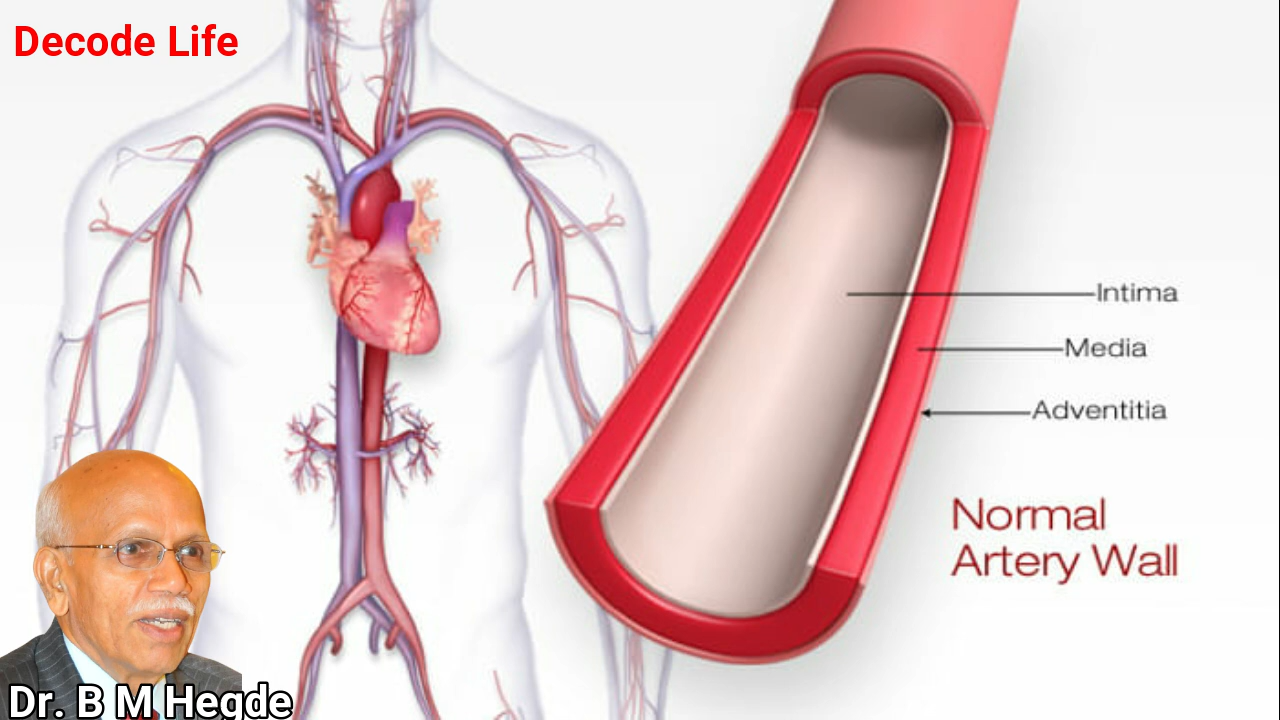 Decode Life
Intima
Media
Adventitia
Normal
Artery Wall
Dr. B M Hegde